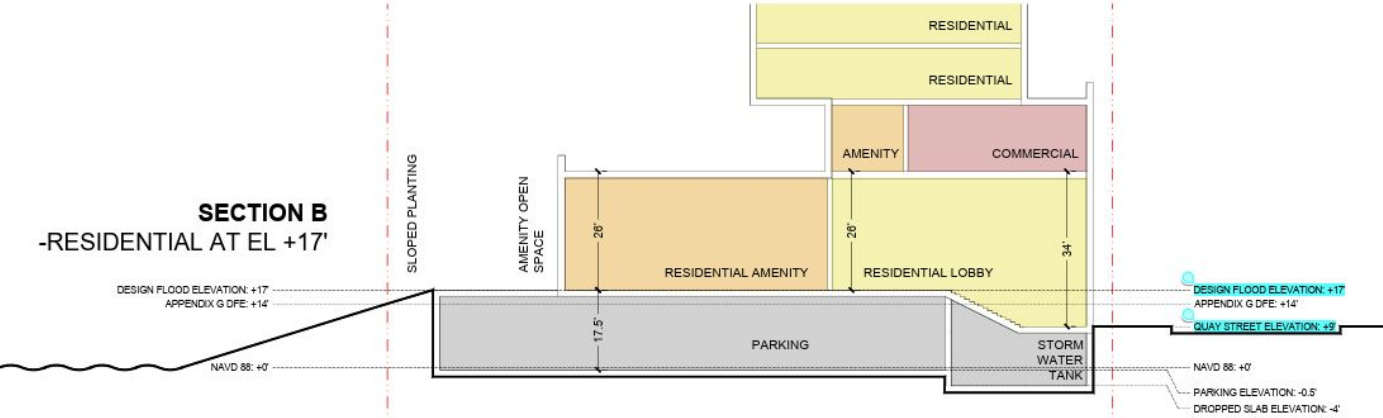 RESIDENTIAL
RESIDENTIAL
AMENITY
COMMERCIAL
SECTION B
-RESIDENTIAL AT EL +17'
SLOPED PLANTING
AMENITY OPEN
SPACE
26'
26'
34'
RESIDENTIAL AMENITY
RESIDENTIAL LOBBY
DESIGN FLOOD ELEVATION: +17'
APPENDIX G DFE: +14'
DESIGN FLOOD ELEVATION: +17'
APPENDIX G DFE: +14'
QUAY STREET ELEVATION: +9'
17.5'
PARKING
STORM
WATER
TANK
NAVD 88: +0'
NAVD 88: +0'
PARKING ELEVATION: -0.5'
DROPPED SLAB ELEVATION: -4'